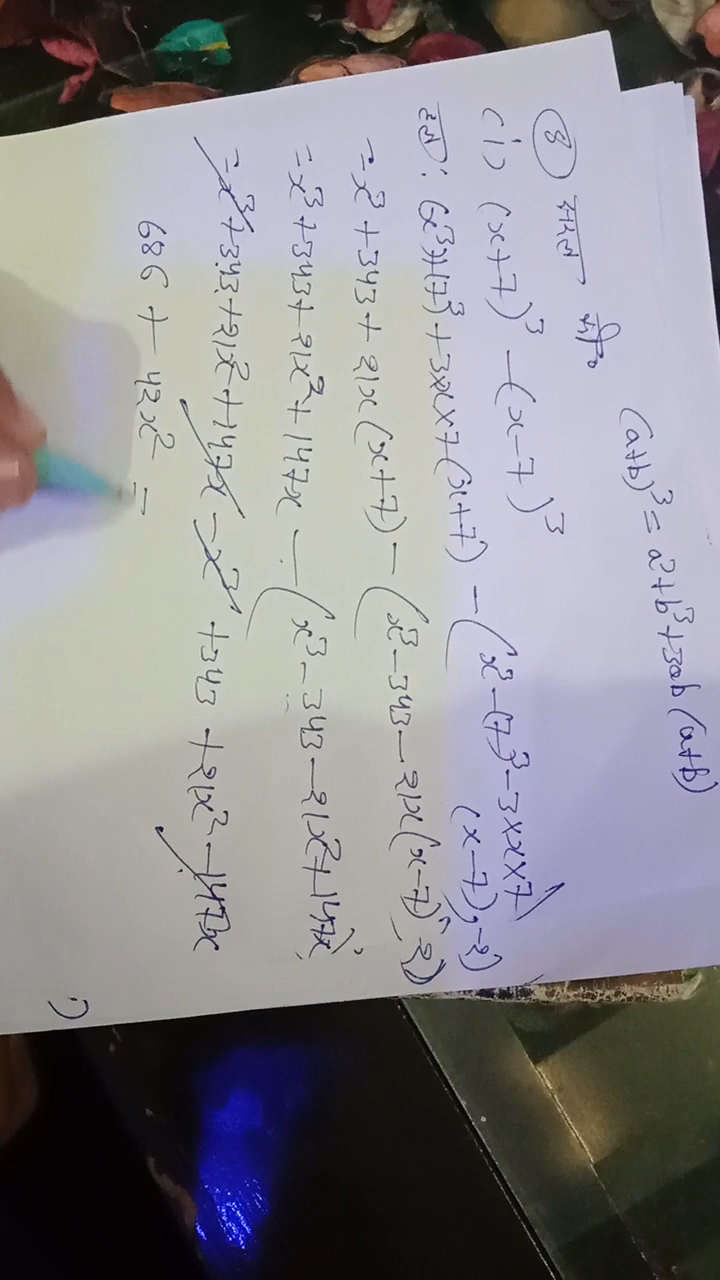 (a+b)³ = a³+b³+3ab(a+b)
⑧ सरल की०
(i) (x+7)³ - (x-7)³
हल: (x³)+(7)³ + 3×x×7(x+7) - (x³-(7)³-3×x×7
(x-7)
= x³ + 343 + 21x(x+7) - (x³-343-21x(x-7)
= x³ + 343 + 21x² + 147x - (x³ - 343 - 21x² + 147x)
= x³ + 343 + 21x² + 147x - x³ + 343 + 21x² - 147x
686 + 42x² =